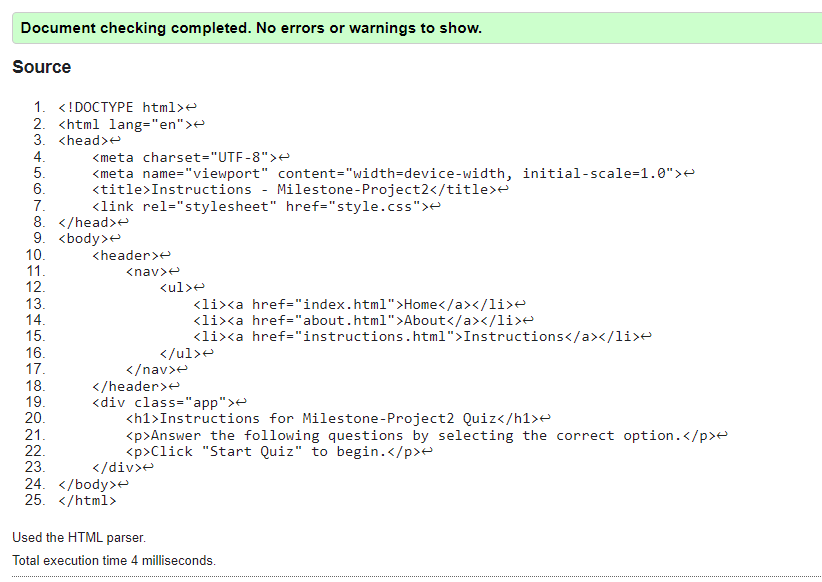 Document checking completed. No errors or warnings to show.
Source
1. <!DOCTYPE html>↩
2. <html lang="en">↩
3. <head>↩
4.     <meta charset="UTF-8">↩
5.     <meta name="viewport" content="width=device-width, initial-scale=1.0">↩
6.     <title>Instructions - Milestone-Project2</title>↩
7.     <link rel="stylesheet" href="style.css">↩
8. </head>↩
9. <body>↩
10.     <header>↩
11.         <nav>↩
12.             <ul>↩
13.                 <li><a href="index.html">Home</a></li>↩
14.                 <li><a href="about.html">About</a></li>↩
15.                 <li><a href="instructions.html">Instructions</a></li>↩
16.             </ul>↩
17.         </nav>↩
18.     </header>↩
19.     <div class="app">↩
20.         <h1>Instructions for Milestone-Project2 Quiz</h1>↩
21.         <p>Answer the following questions by selecting the correct option.</p>↩
22.         <p>Click "Start Quiz" to begin.</p>↩
23.     </div>↩
24. </body>↩
25. </html>
Used the HTML parser.
Total execution time 4 milliseconds.